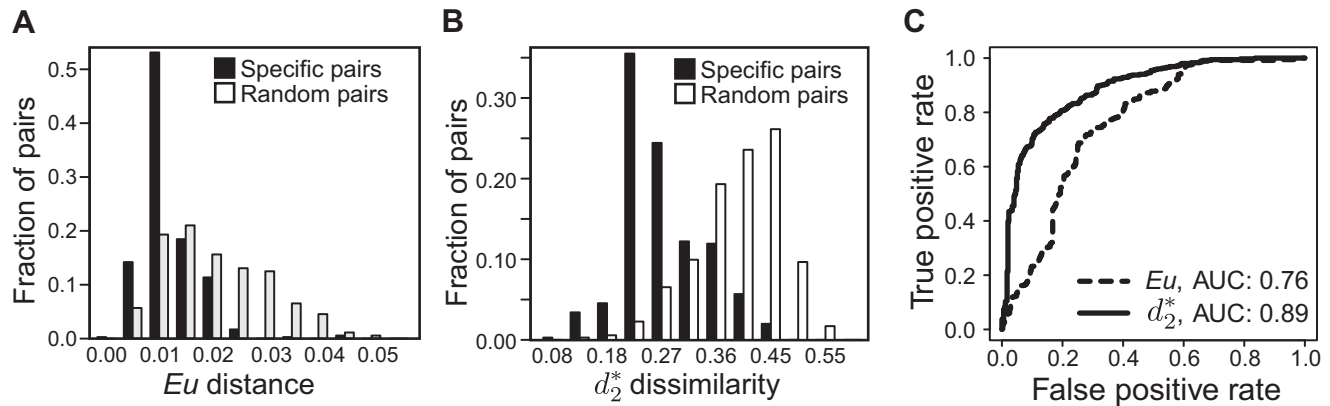 A
Fraction of pairs
0.5
0.4
0.3
0.2
0.1
0.0
Specific pairs
Random pairs
0.00 0.01 0.02 0.03 0.04 0.05
Eu distance
B
Fraction of pairs
0.30
0.20
0.10
0.00
Specific pairs
Random pairs
0.08 0.18 0.27 0.36 0.45 0.55
d₂* dissimilarity
C
True positive rate
1.0
0.8
0.6
0.4
0.2
0.0
Eu, AUC: 0.76
d₂*, AUC: 0.89
0.0 0.2 0.4 0.6 0.8 1.0
False positive rate